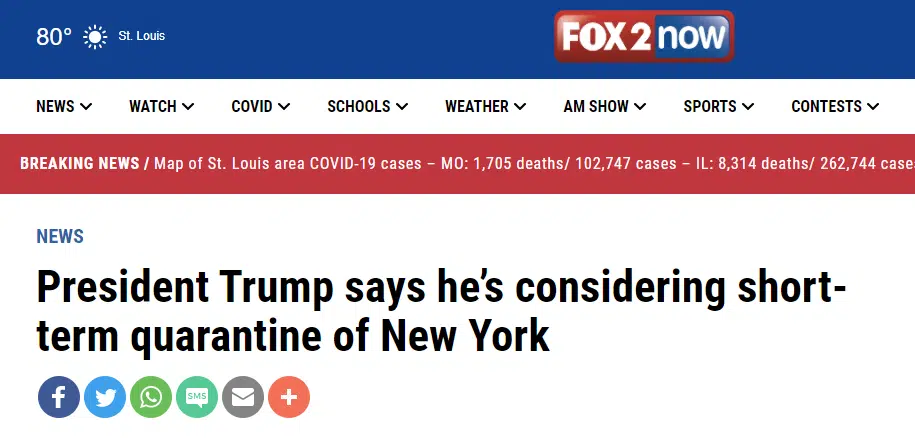 80° St. Louis FOX 2 now
NEWS WATCH COVID SCHOOLS WEATHER AM SHOW SPORTS CONTESTS
BREAKING NEWS / Map of St. Louis area COVID-19 cases – MO: 1,705 deaths/ 102,747 cases – IL: 8,314 deaths/ 262,744 case
NEWS
President Trump says he’s considering short-
term quarantine of New York
SMS